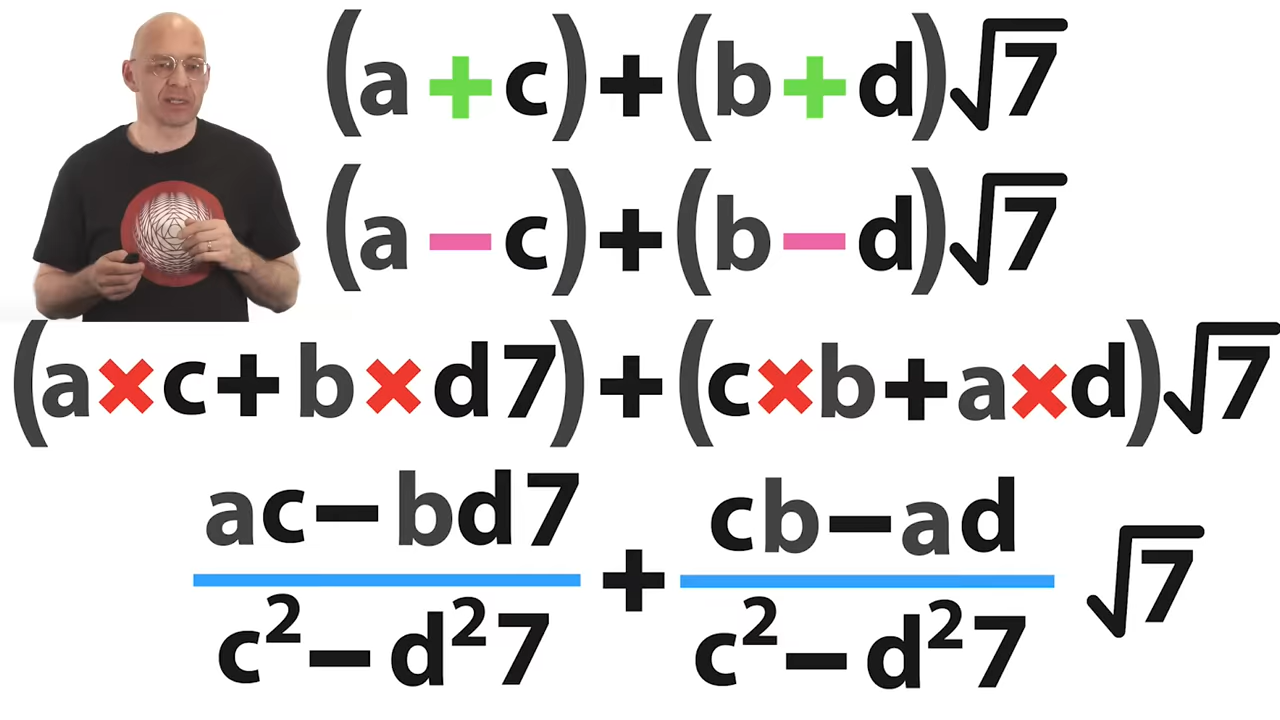 (a+c)+(b+d)√7
(a−c)+(b−d)√7
(a×c+b×d7)+(c×b+a×d)√7
ac−bd7 cb−ad
+ √7
c²−d²7 c²−d²7